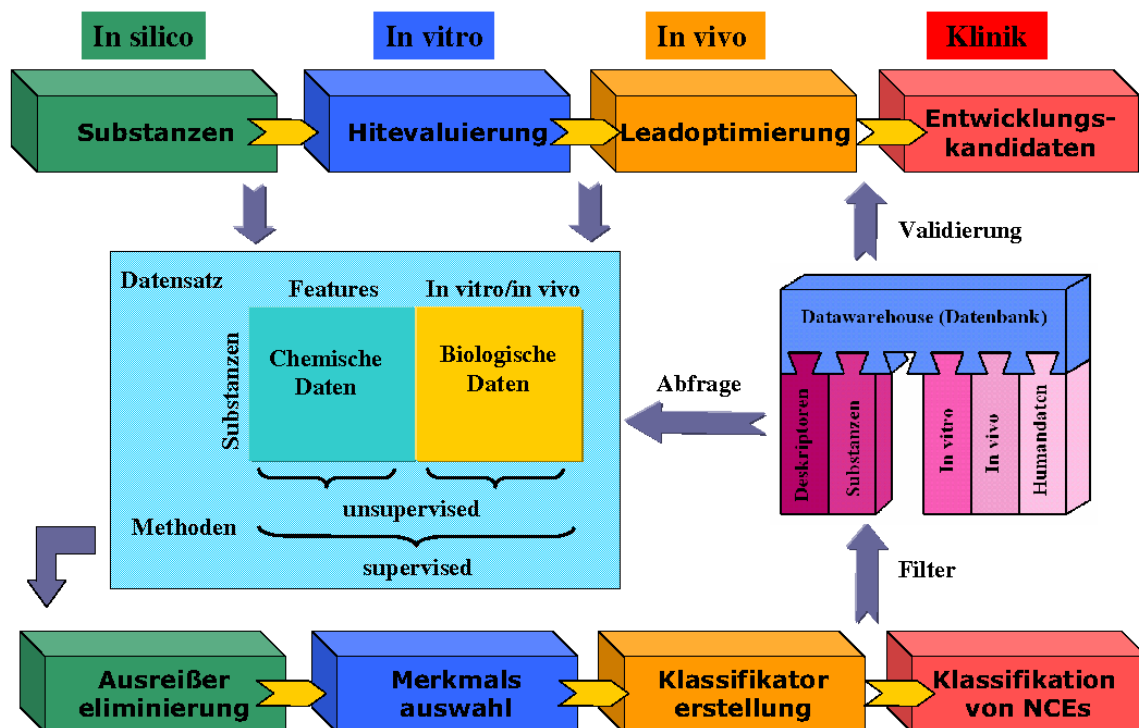 In silico
In vitro
In vivo
Klinik
Substanzen
Hitevaluierung
Leadoptimierung
Entwicklungs-
kandidaten
Validierung
Datensatz
Features
In vitro/in vivo
Substanzen
Chemische
Daten
Biologische
Daten
Abfrage
Datawarehouse (Datenbank)
Deskriptoren
Substanzen
In vitro
In vivo
Humandaten
unsupervised
Methoden
supervised
Filter
Ausreißer
eliminierung
Merkmals
auswahl
Klassifikator
erstellung
Klassifikation
von NCEs